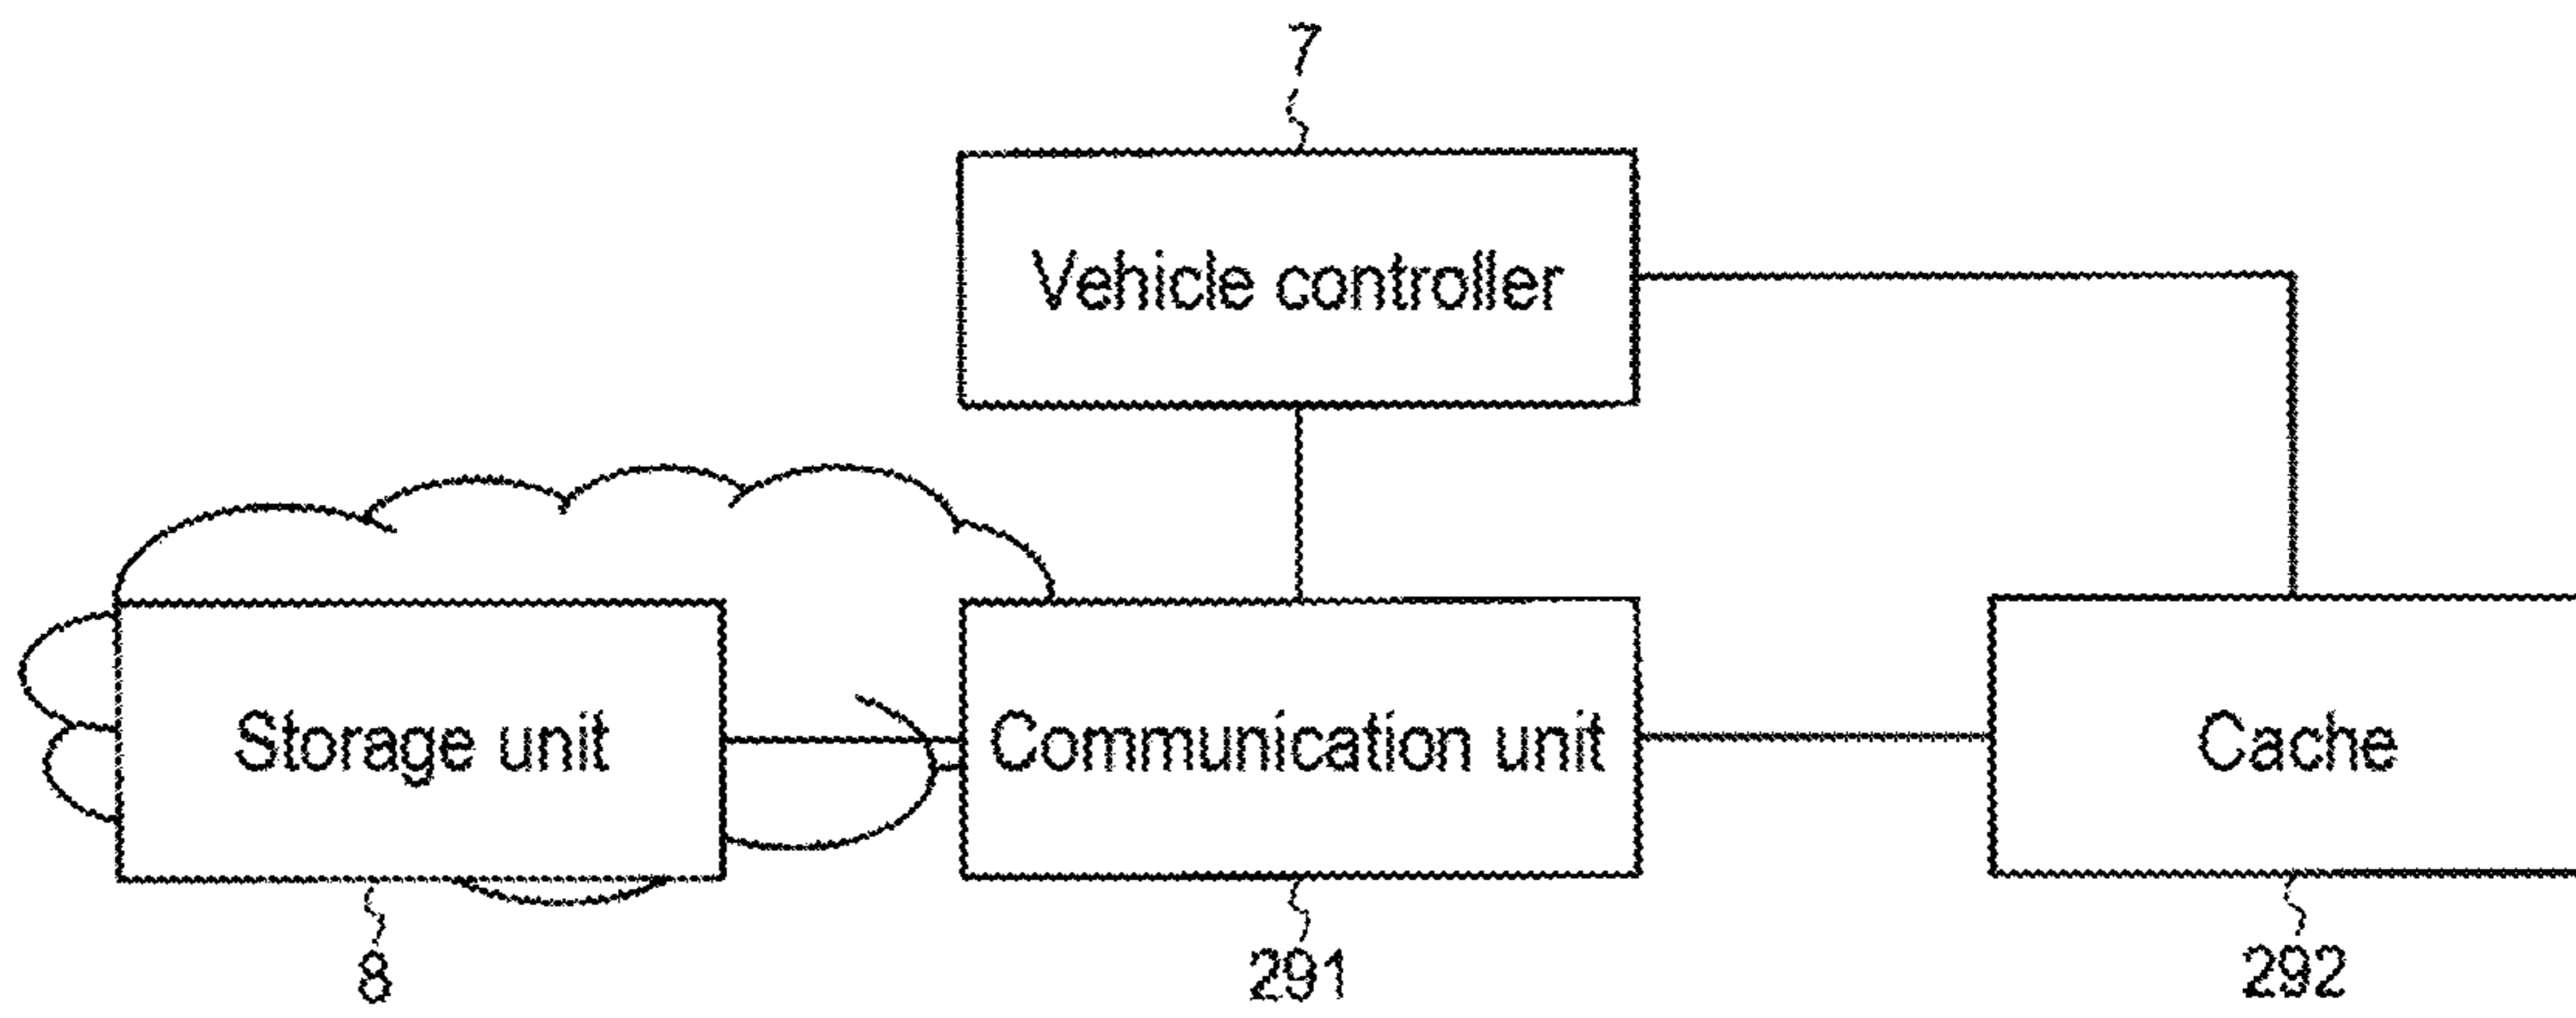 7
Vehicle controller
Storage unit
Communication unit
Cache
8
291
292